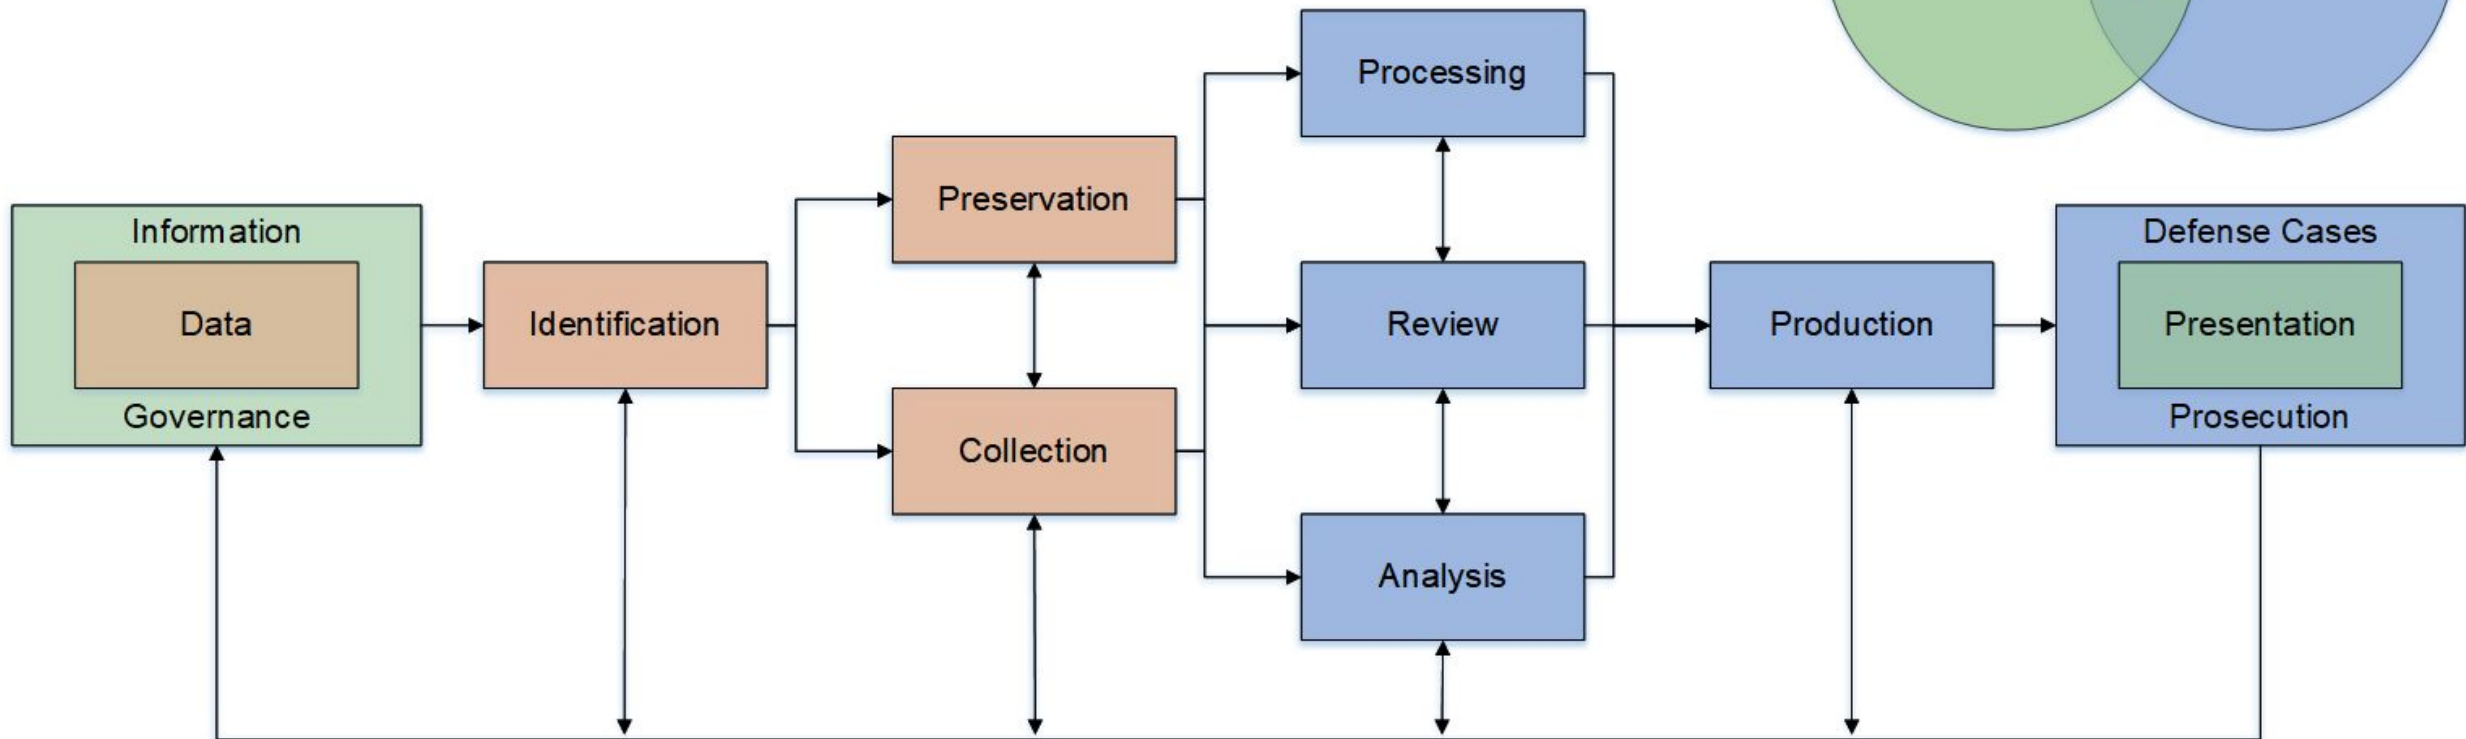 Information
Data
Governance
Identification
Preservation
Collection
Processing
Review
Analysis
Production
Defense Cases
Presentation
Prosecution